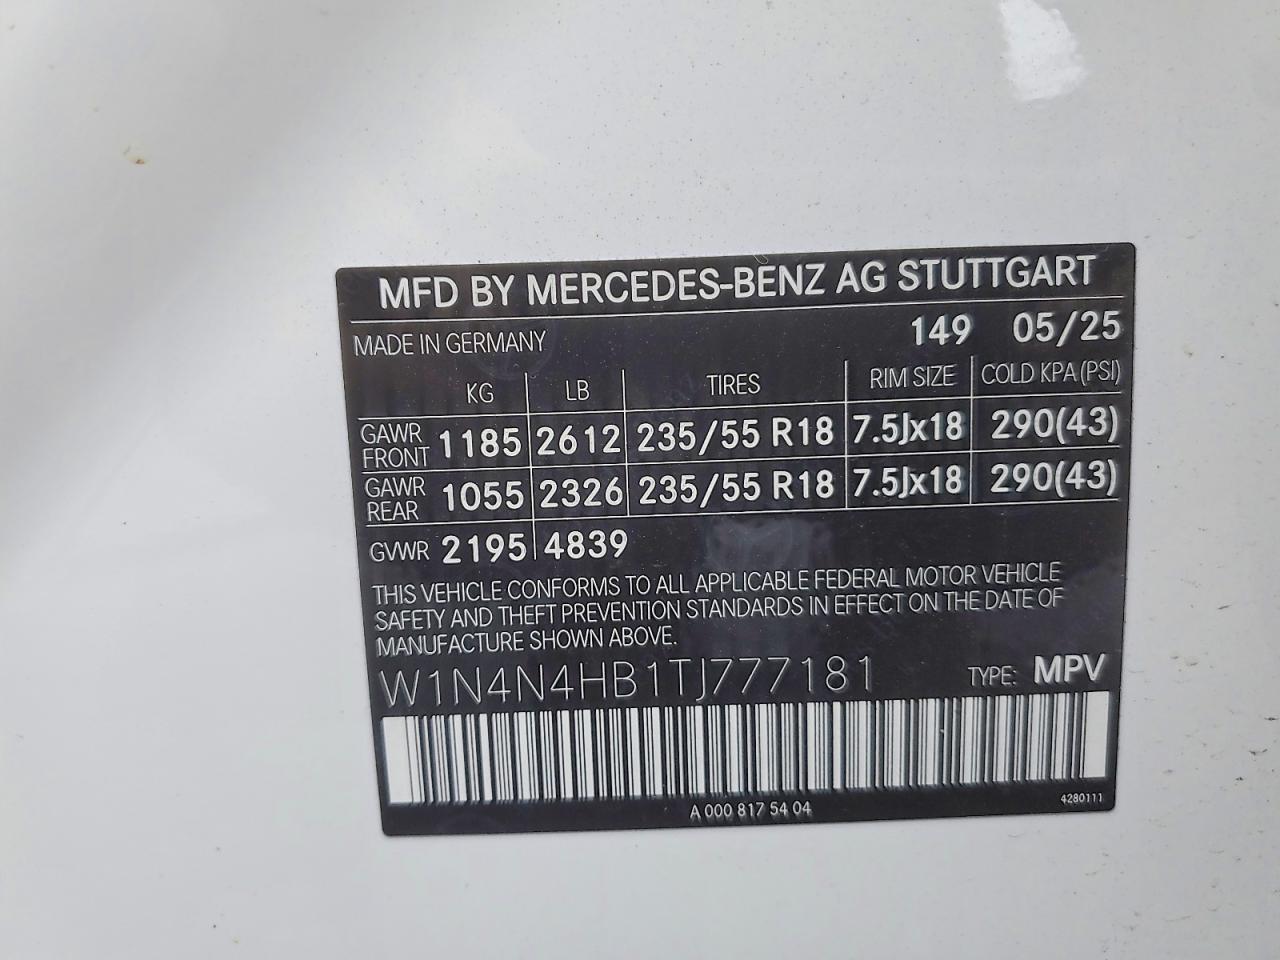 MFD BY MERCEDES-BENZ AG STUTTGART
MADE IN GERMANY 149 05/25
KG LB TIRES RIM SIZE COLD KPA (PSI)
GAWR FRONT 1185 2612 235/55 R18 7.5Jx18 290(43)
GAWR REAR 1055 2326 235/55 R18 7.5Jx18 290(43)
GVWR 2195 4839
THIS VEHICLE CONFORMS TO ALL APPLICABLE FEDERAL MOTOR VEHICLE
SAFETY AND THEFT PREVENTION STANDARDS IN EFFECT ON THE DATE OF
MANUFACTURE SHOWN ABOVE.
W1N4N4HB1TJ777181 TYPE: MPV
A 000 817 54 04 4280111